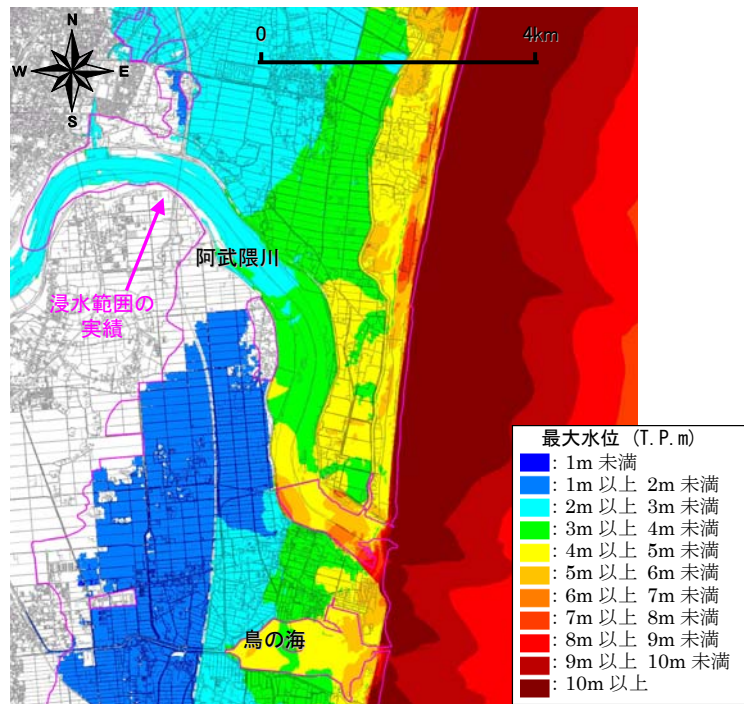 N
W E
S
0 4km
阿武隈川
浸水範囲の
実績
鳥の海
最大水位 (T.P.m)
: 1m 未満
: 1m 以上 2m 未満
: 2m 以上 3m 未満
: 3m 以上 4m 未満
: 4m 以上 5m 未満
: 5m 以上 6m 未満
: 6m 以上 7m 未満
: 7m 以上 8m 未満
: 8m 以上 9m 未満
: 9m 以上 10m 未満
: 10m 以上